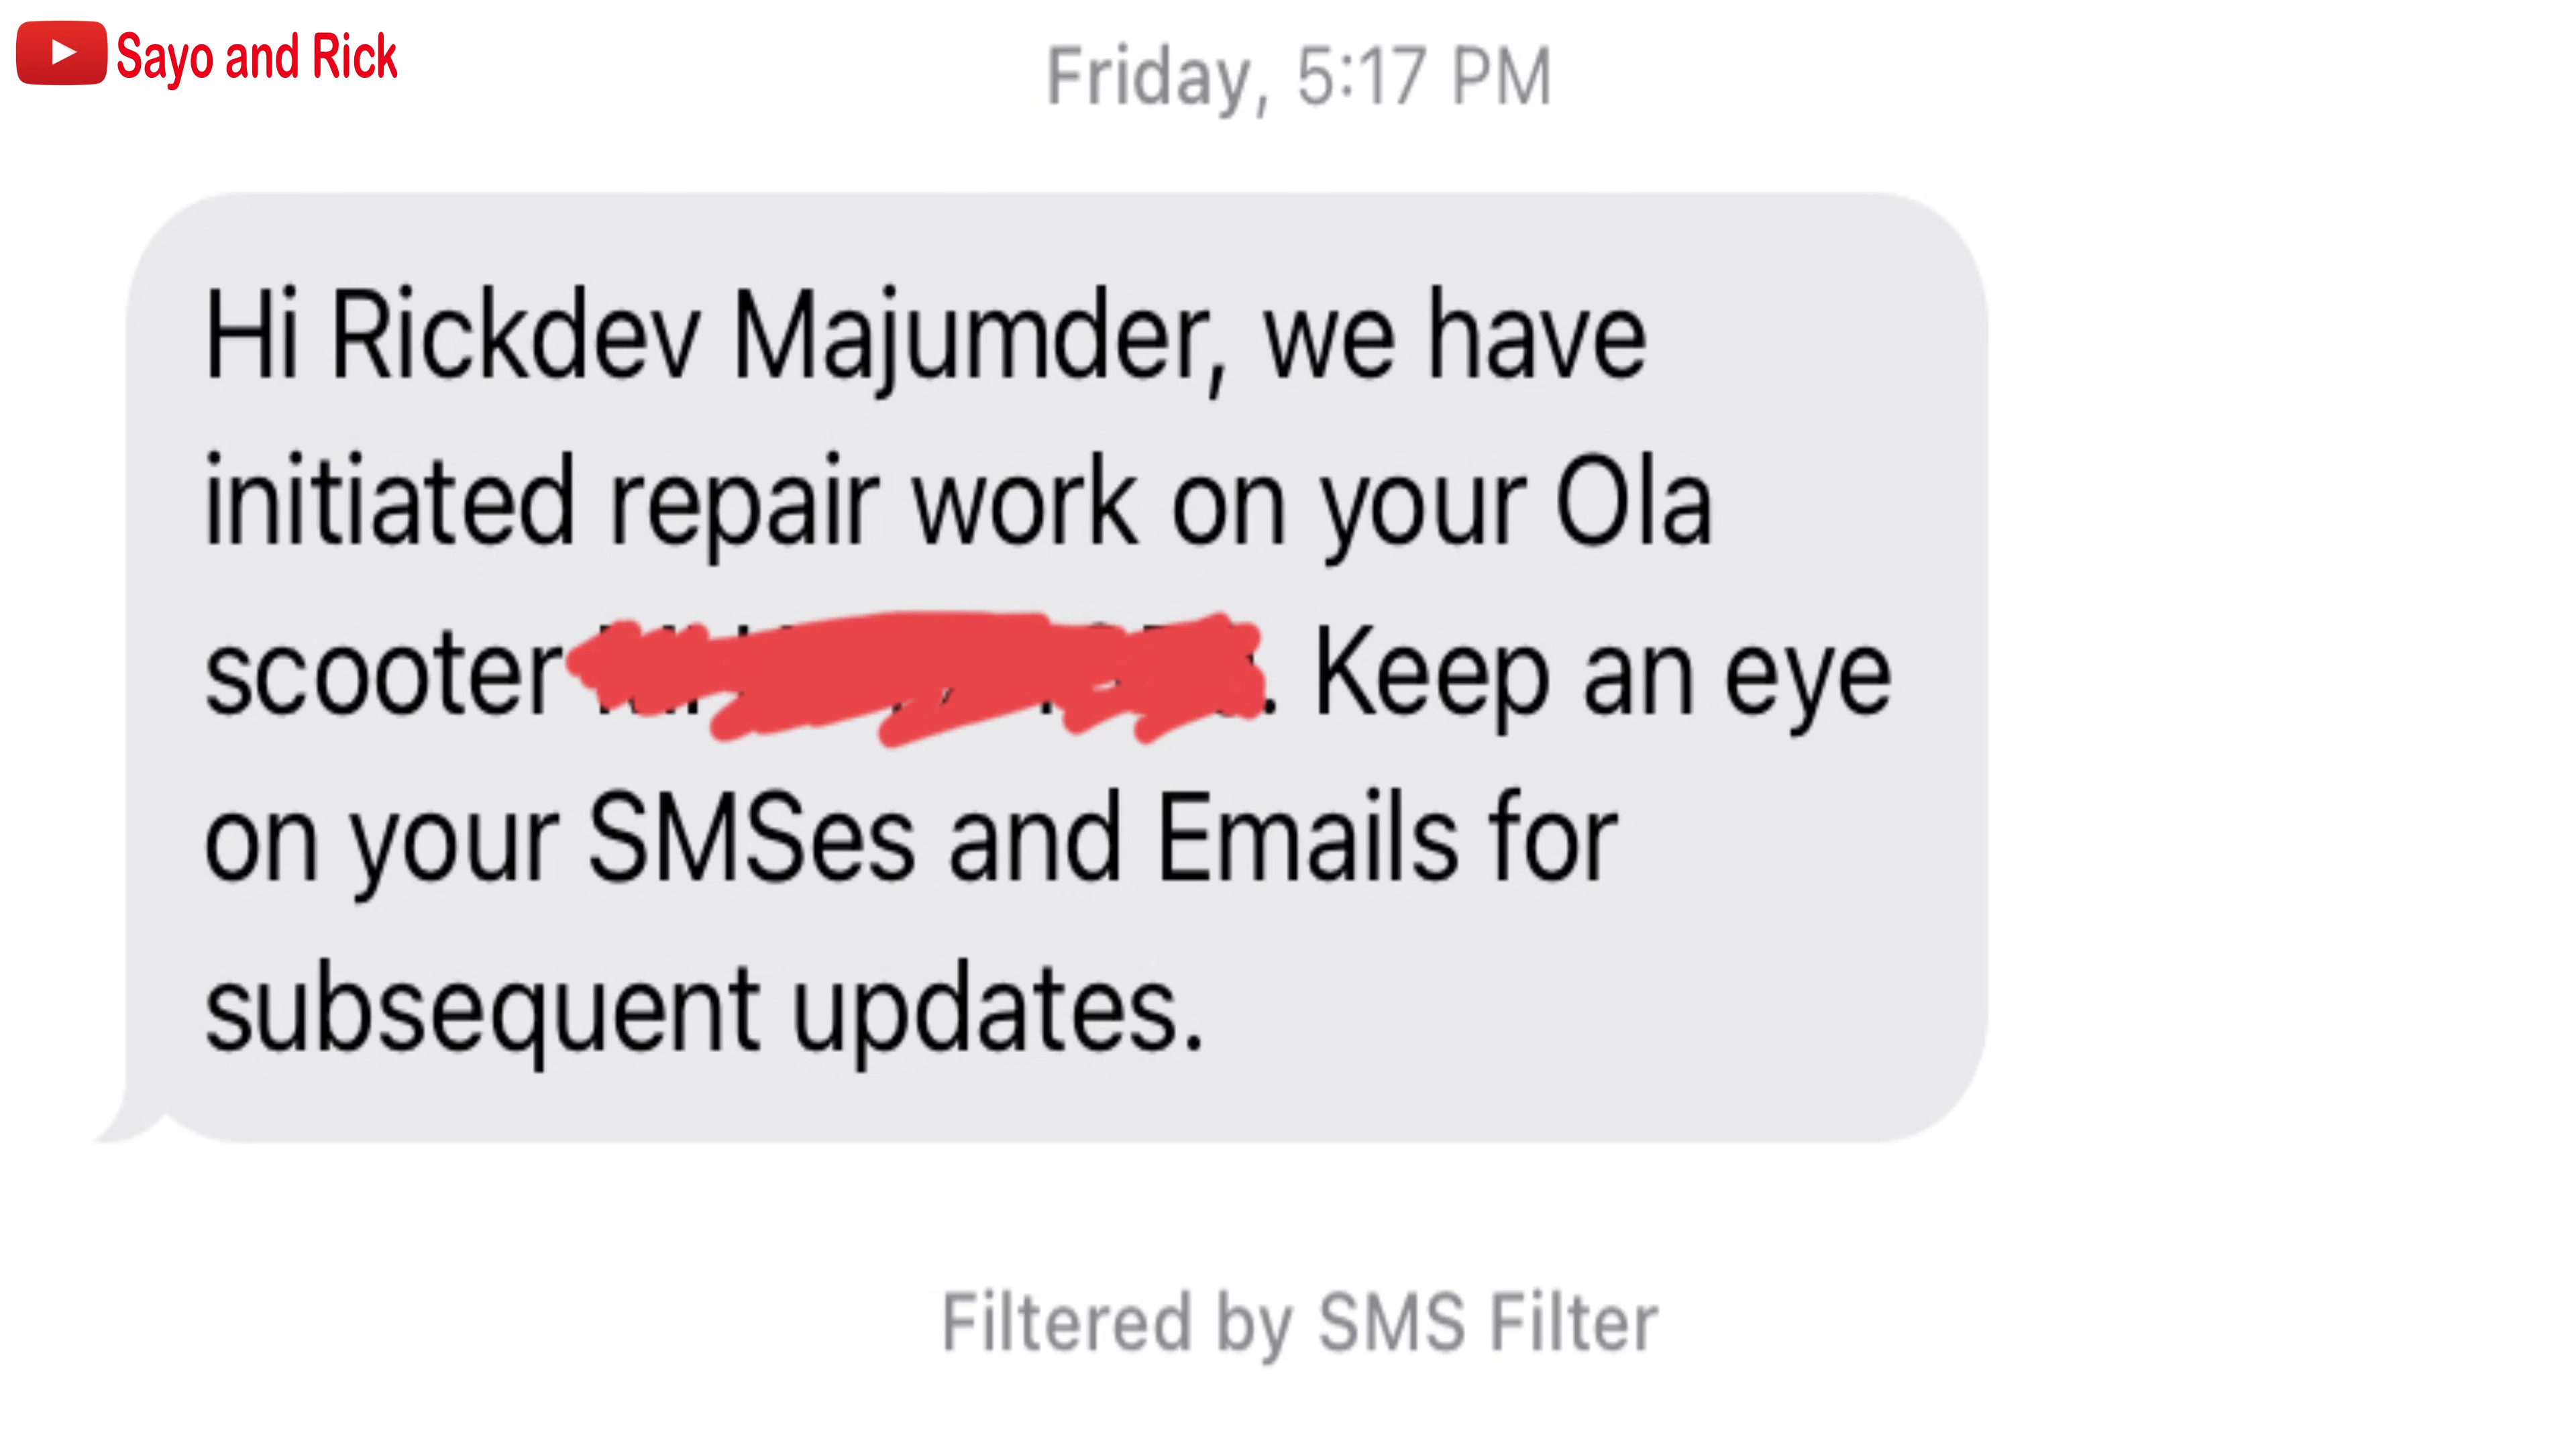 Sayo and Rick
Friday, 5:17 PM
Hi Rickdev Majumder, we have
initiated repair work on your Ola
scooter . Keep an eye
on your SMSes and Emails for
subsequent updates.
Filtered by SMS Filter